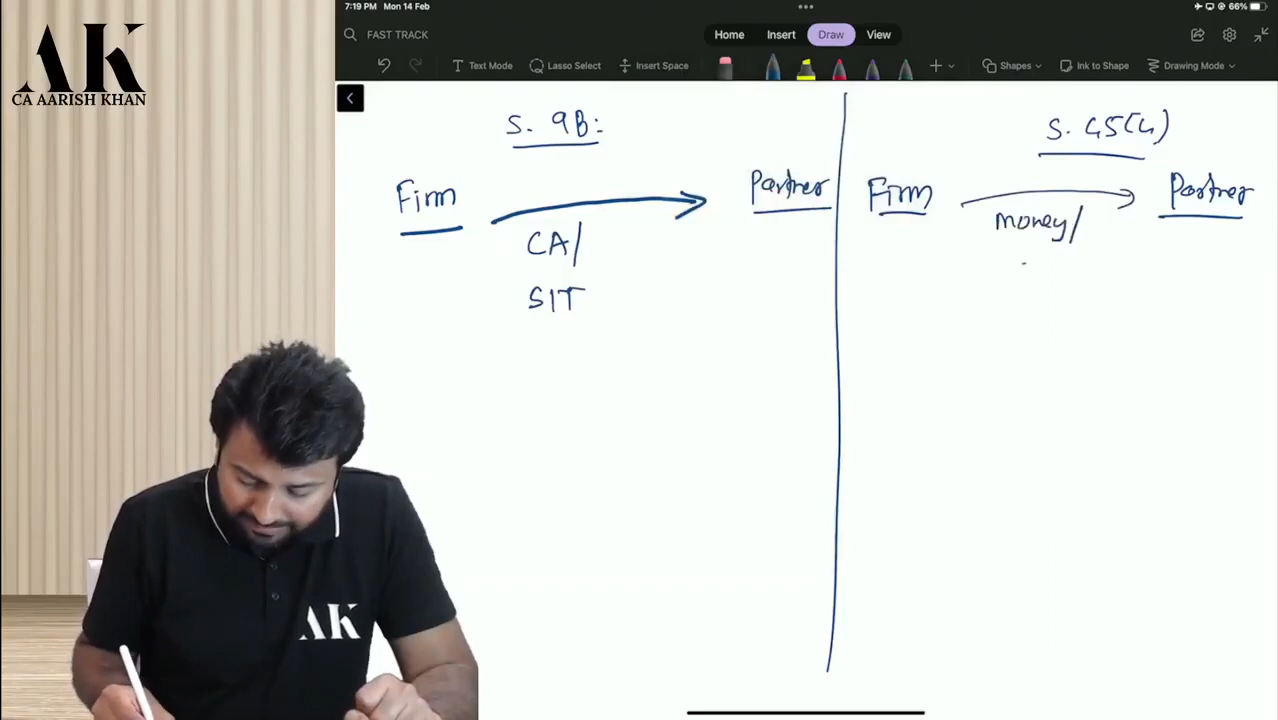 7:19 PM Mon 14 Feb
66%
AK
CA AARISH KHAN
FAST TRACK
Home Insert Draw View
Text Mode Lasso Select Insert Space Shapes Ink to Shape Drawing Mode
S. 9B:
Firm Partner
CA/
SIT
S. 45(4)
Firm Partner
money/
AK